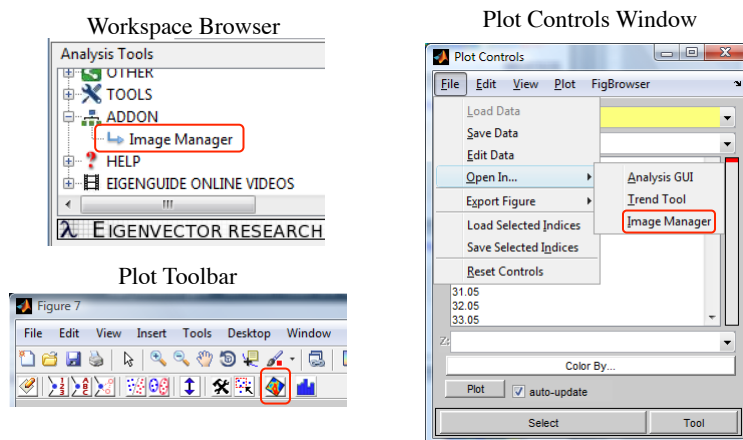 Workspace Browser
Analysis Tools
OTHER
TOOLS
ADDON
Image Manager
HELP
EIGENGUIDE ONLINE VIDEOS
EIGENVECTOR RESEARCH
Plot Toolbar
Figure 7
File Edit View Insert Tools Desktop Window
Plot Controls Window
Plot Controls
File Edit View Plot FigBrowser
Load Data
Save Data
Edit Data
Open In...
Analysis GUI
Export Figure
Trend Tool
Load Selected Indices
Image Manager
Save Selected Indices
Reset Controls
31.05
32.05
33.05
Z:
Color By...
Plot auto-update
Select Tool